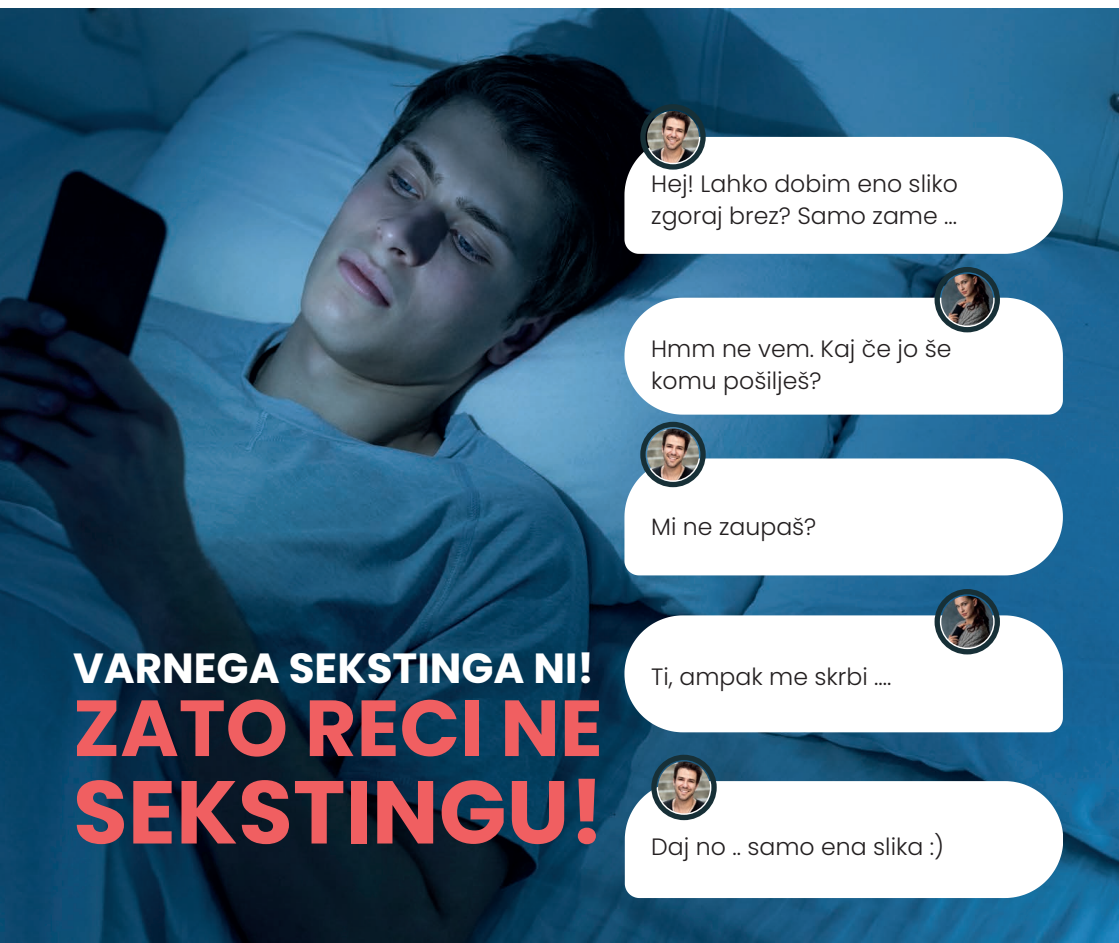 Hej! Lahko dobim eno sliko
zgoraj brez? Samo zame ...
Hmm ne vem. Kaj če jo še
komu pošilješ?
Mi ne zaupaš?
Ti, ampak me skrbi ....
Daj no .. samo ena slika :)
VARNEGA SEKSTINGA NI!
ZATO RECI NE
SEKSTINGU!